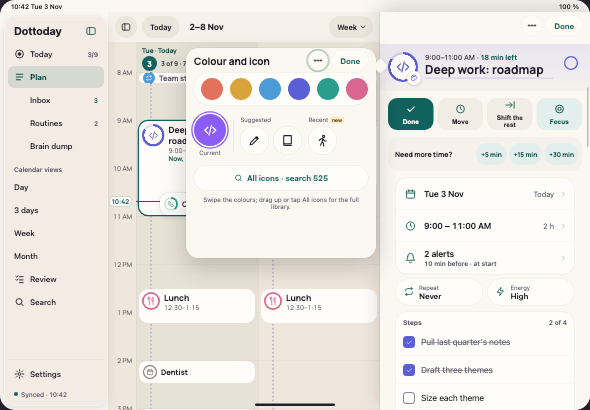 10:42 Tue 3 Nov
100 %
Dottoday
Today 3/9
Plan
Inbox 3
Routines 2
Brain dump
Calendar views
Day
3 days
Week
Month
Review
Search
Settings
Synced · 10:42
Today
2–8 Nov
Week
Tue · Today
3
3 of 9 · 7
8 AM
Team st
9 AM
Deep
road
9:00–
Now,
10 AM
10:42
11 AM
12 PM
Lunch
12:30–1:15
Lunch
12:30–1:15
1 PM
2 PM
Dentist
3 PM
Colour and icon
Done
Current
Suggested
Recent new
All icons · search 525
Swipe the colours; drag up or tap All icons for the full
library.
Done
9:00–11:00 AM · 18 min left
Deep work: roadmap
Done
Move
Shift the
rest
Focus
Need more time?
+5 min
+15 min
+30 min
Tue 3 Nov
Today
9:00 – 11:00 AM
2 h
2 alerts
10 min before · at start
Repeat
Never
Energy
High
Steps
2 of 4
Pull last quarter's notes
Draft three themes
Size each theme